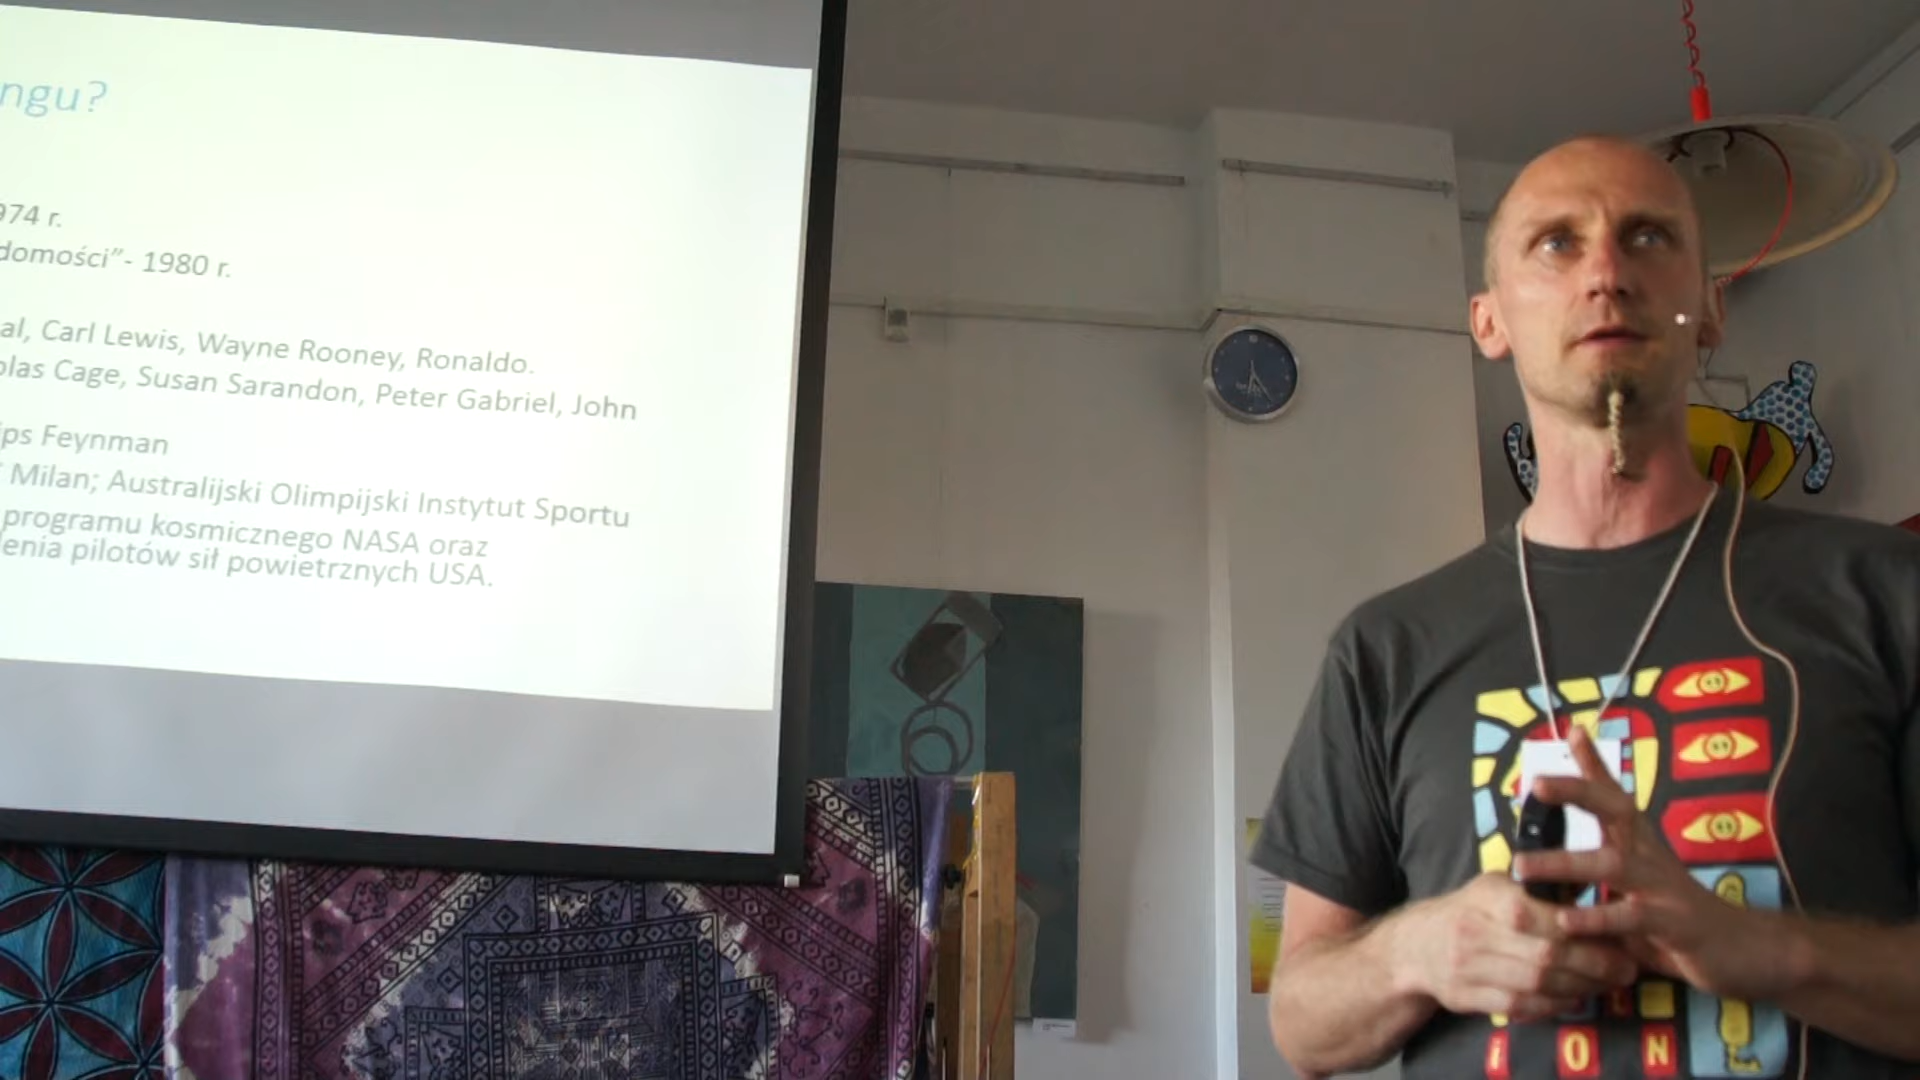 ngu?
974 r.
domości”- 1980 r.
al, Carl Lewis, Wayne Rooney, Ronaldo.
olas Cage, Susan Sarandon, Peter Gabriel, John
ips Feynman
Milan; Australijski Olimpijski Instytut Sportu
programu kosmicznego NASA oraz
enia pilotów sił powietrznych USA.
i O N